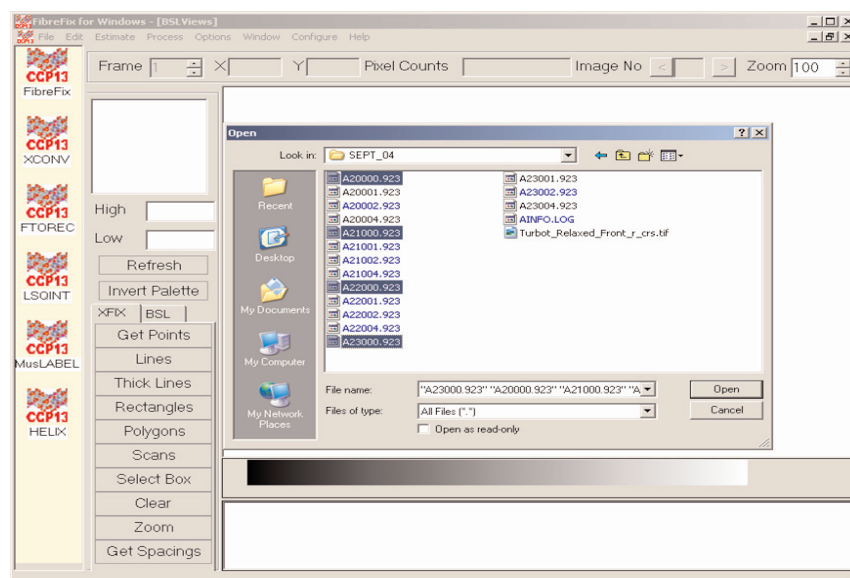 FibreFix for Windows - [BSLViews]
File Edit Estimate Process Options Window Configure Help
CCP13
FibreFix
CCP13
XCONV
CCP13
FTOREC
CCP13
LSOINT
CCP13
MusLABEL
CCP13
HELIX
Frame 1 X Y Pixel Counts Image No < > Zoom 100
High
Low
Refresh
Invert Palette
XFIX BSL
Get Points
Lines
Thick Lines
Rectangles
Polygons
Scans
Select Box
Clear
Zoom
Get Spacings
Open
Look in: SEPT_04
Recent
Desktop
My Documents
My Computer
My Network
Places
A20000.923
A20001.923
A20002.923
A20004.923
A21000.923
A21001.923
A21002.923
A21004.923
A22000.923
A22001.923
A22002.923
A22004.923
A23000.923
A23001.923
A23002.923
A23004.923
AINFO.LOG
Turbot_Relaxed_Front_r_crs.tif
File name: "A23000.923" "A20000.923" "A21000.923" "A
Open
Files of type: All Files (*.*)
Cancel
Open as read-only